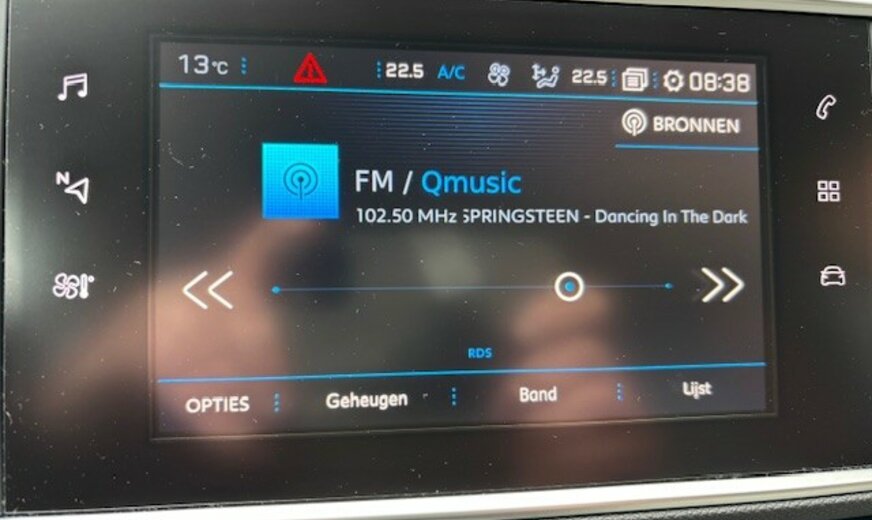 13°C 22.5 A/C 22.5 08:38
BRONNEN
FM / Qmusic
102.50 MHz SPRINGSTEEN - Dancing In The Dark
N
RDS
OPTIES Geheugen Band Lijst